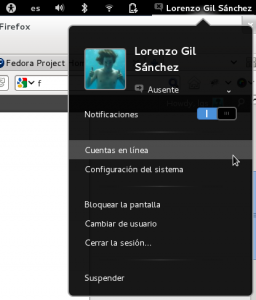 es
Lorenzo Gil Sánchez
Firefox
Lorenzo Gil
Sánchez
Ausente
Fedora Project
f
Notificaciones
Cuentas en línea
Configuración del sistema
Bloquear la pantalla
Cambiar de usuario
Cerrar la sesión...
Suspender